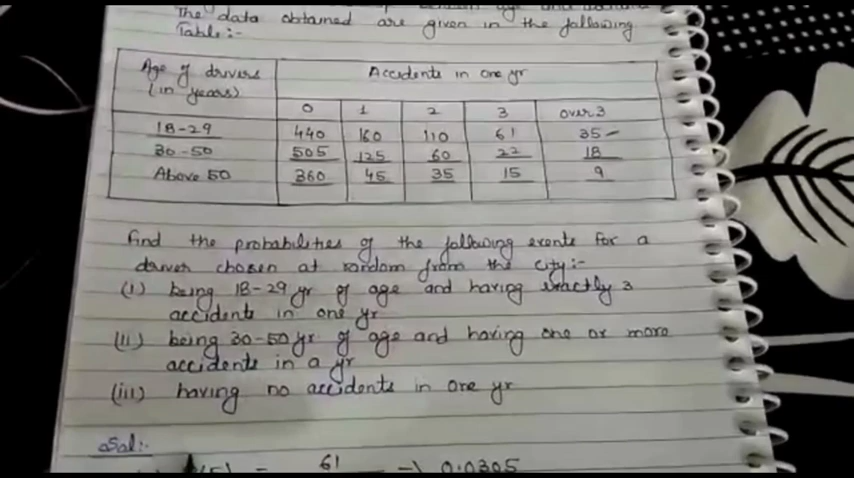 The data obtained are given in the following
Table:-
Age of drivers (in years) Accidents in one yr
0 1 2 3 over 3
18-29 440 160 110 61 35
30-50 505 125 60 22 18
Above 50 360 45 35 15 9
find the probabilities of the following events for a
driver chosen at random from the city:-
(i) being 18-29 yr of age and having exactly 3
accidents in one yr
(ii) being 30-50 yr of age and having one or more
accidents in a yr
(iii) having no accidents in one yr
Sol:-
61 0.0305